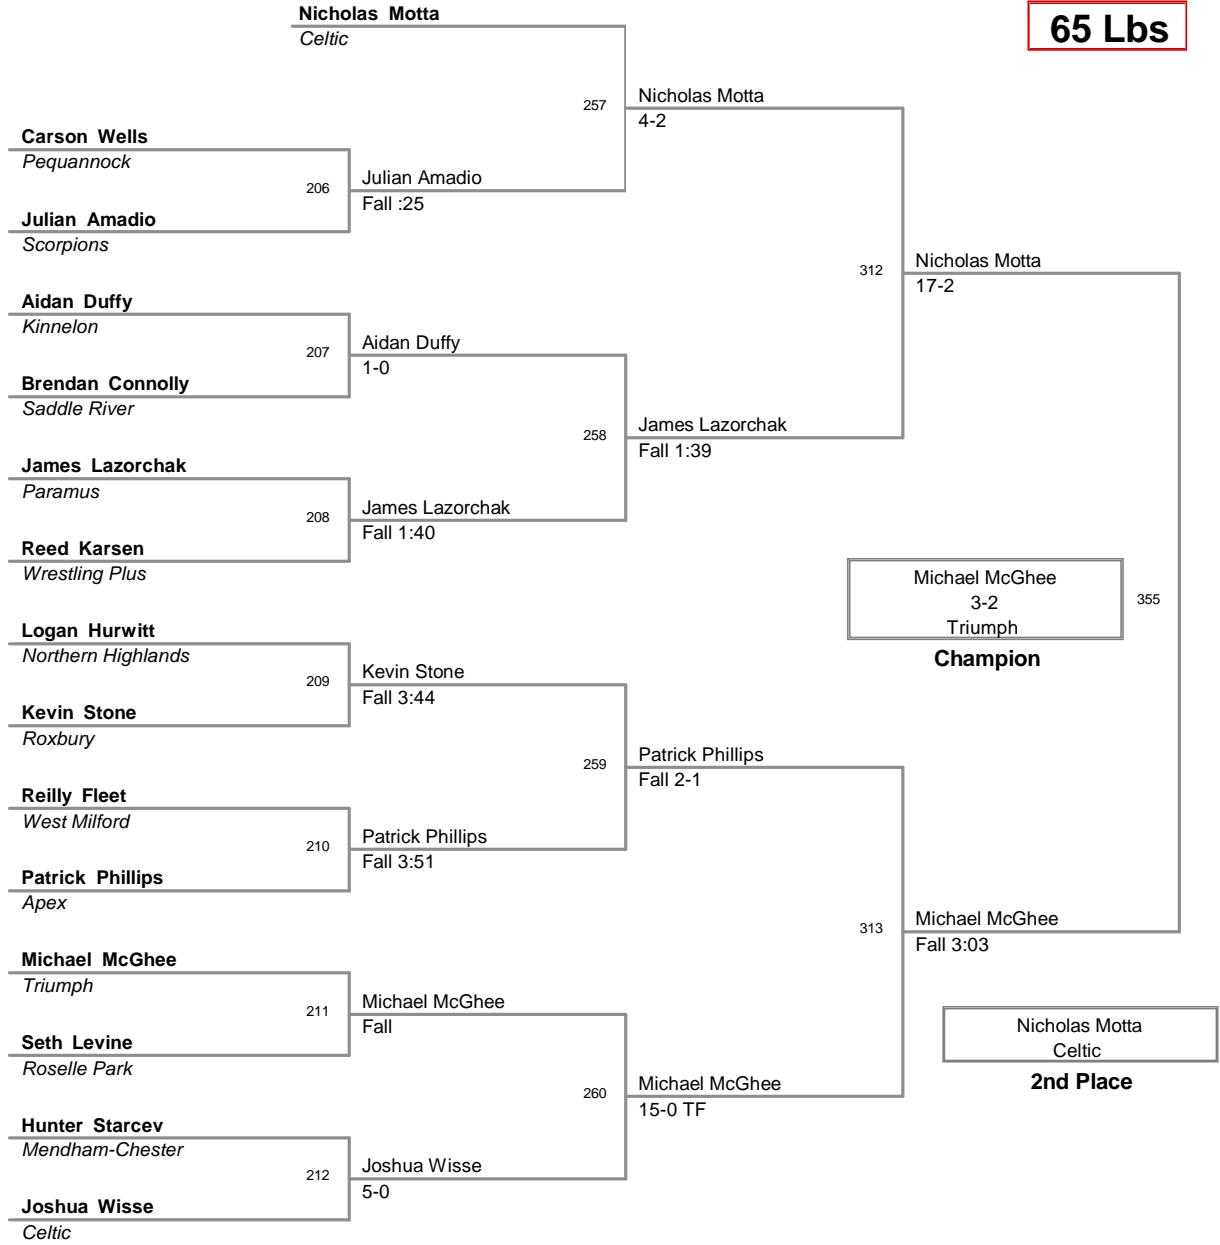 Nicholas Motta
Celtic
65 Lbs
257
Nicholas Motta
4-2
Carson Wells
Pequannock
206
Julian Amadio
Fall :25
Julian Amadio
Scorpions
312
Nicholas Motta
17-2
Aidan Duffy
Kinnelon
207
Aidan Duffy
1-0
Brendan Connolly
Saddle River
258
James Lazorchak
Fall 1:39
James Lazorchak
Paramus
208
James Lazorchak
Fall 1:40
Reed Karsen
Wrestling Plus
Michael McGhee
3-2
Triumph
355
Champion
Logan Hurwitt
Northern Highlands
209
Kevin Stone
Fall 3:44
Kevin Stone
Roxbury
259
Patrick Phillips
Fall 2-1
Reilly Fleet
West Milford
210
Patrick Phillips
Fall 3:51
Patrick Phillips
Apex
313
Michael McGhee
Fall 3:03
Michael McGhee
Triumph
211
Michael McGhee
Fall
Seth Levine
Roselle Park
Nicholas Motta
Celtic
2nd Place
260
Michael McGhee
15-0 TF
Hunter Starcev
Mendham-Chester
212
Joshua Wisse
5-0
Joshua Wisse
Celtic